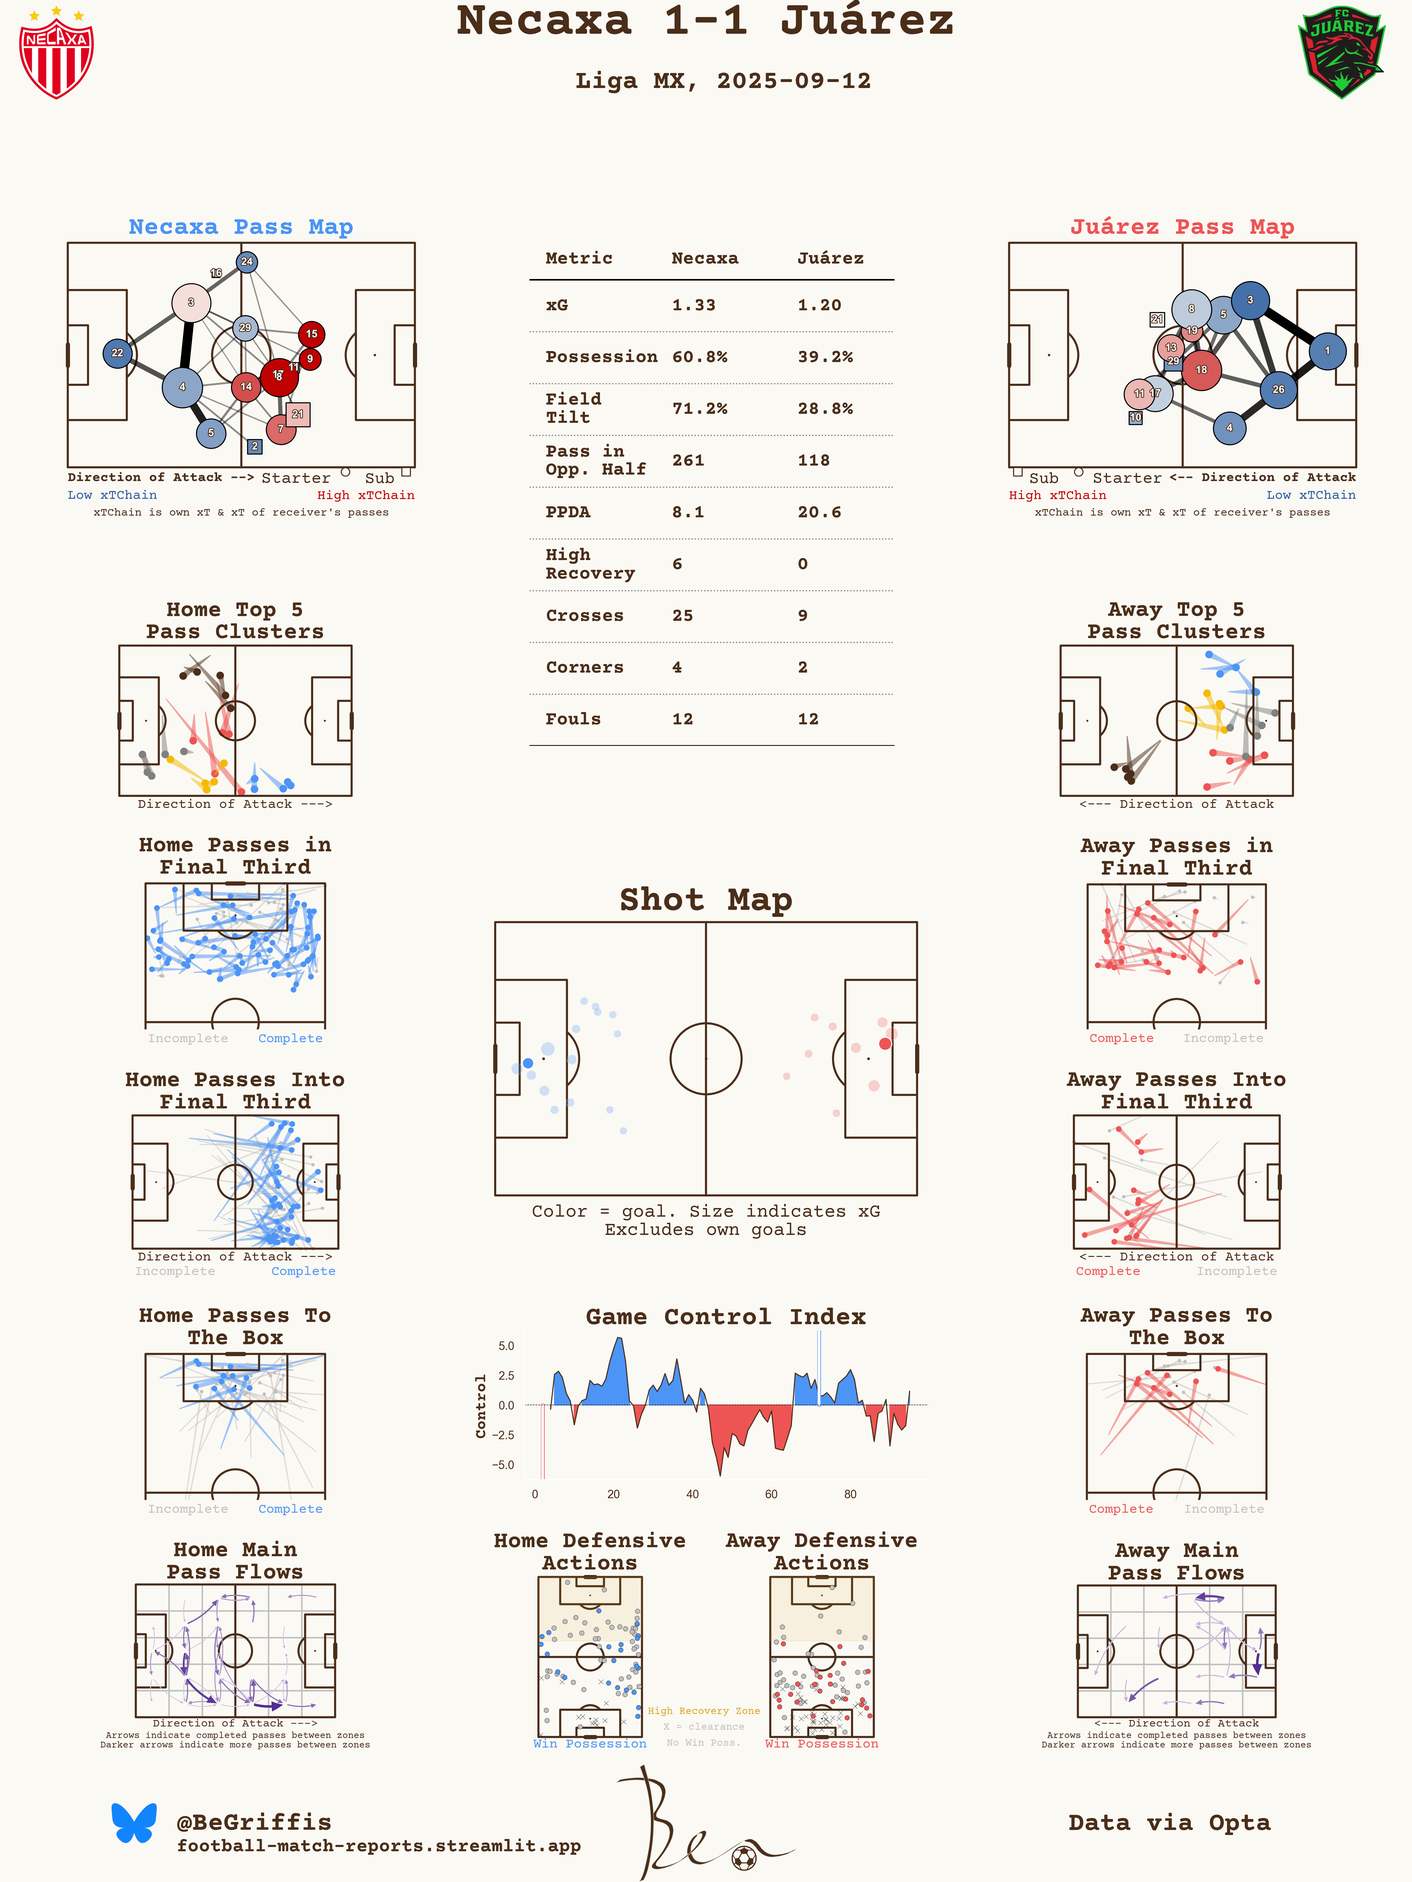 Necaxa 1-1 Juárez
Liga MX, 2025-09-12
NECAXA
FC
JUÁREZ
Necaxa Pass Map
24
16
3
29
15
9
22
11
8
4
14
21
7
5
2
Direction of Attack --> Starter Sub
Low xTChain High xTChain
xTChain is own xT & xT of receiver's passes
Metric Necaxa Juárez
xG 1.33 1.20
Possession 60.8% 39.2%
Field
Tilt 71.2% 28.8%
Pass in
Opp. Half 261 118
PPDA 8.1 20.6
High
Recovery 6 0
Crosses 25 9
Corners 4 2
Fouls 12 12
Juárez Pass Map
3
8
5
21
19
13
1
29
18
26
11
17
10
4
Sub Starter <-- Direction of Attack
High xTChain Low xTChain
xTChain is own xT & xT of receiver's passes
Home Top 5
Pass Clusters
Direction of Attack --->
Away Top 5
Pass Clusters
<--- Direction of Attack
Home Passes in
Final Third
Incomplete Complete
Away Passes in
Final Third
Complete Incomplete
Shot Map
Color = goal. Size indicates xG
Excludes own goals
Home Passes Into
Final Third
Direction of Attack --->
Incomplete Complete
Away Passes Into
Final Third
<--- Direction of Attack
Complete Incomplete
Home Passes To
The Box
Incomplete Complete
Game Control Index
Control
5.0
2.5
0.0
−2.5
−5.0
0 20 40 60 80
Away Passes To
The Box
Complete Incomplete
Home Main
Pass Flows
Direction of Attack --->
Arrows indicate completed passes between zones
Darker arrows indicate more passes between zones
Home Defensive
Actions
Win Possession
High Recovery Zone
X = clearance
No Win Poss.
Away Defensive
Actions
Win Possession
Away Main
Pass Flows
<--- Direction of Attack
Arrows indicate completed passes between zones
Darker arrows indicate more passes between zones
@BeGriffis
football-match-reports.streamlit.app
Ben
Data via Opta